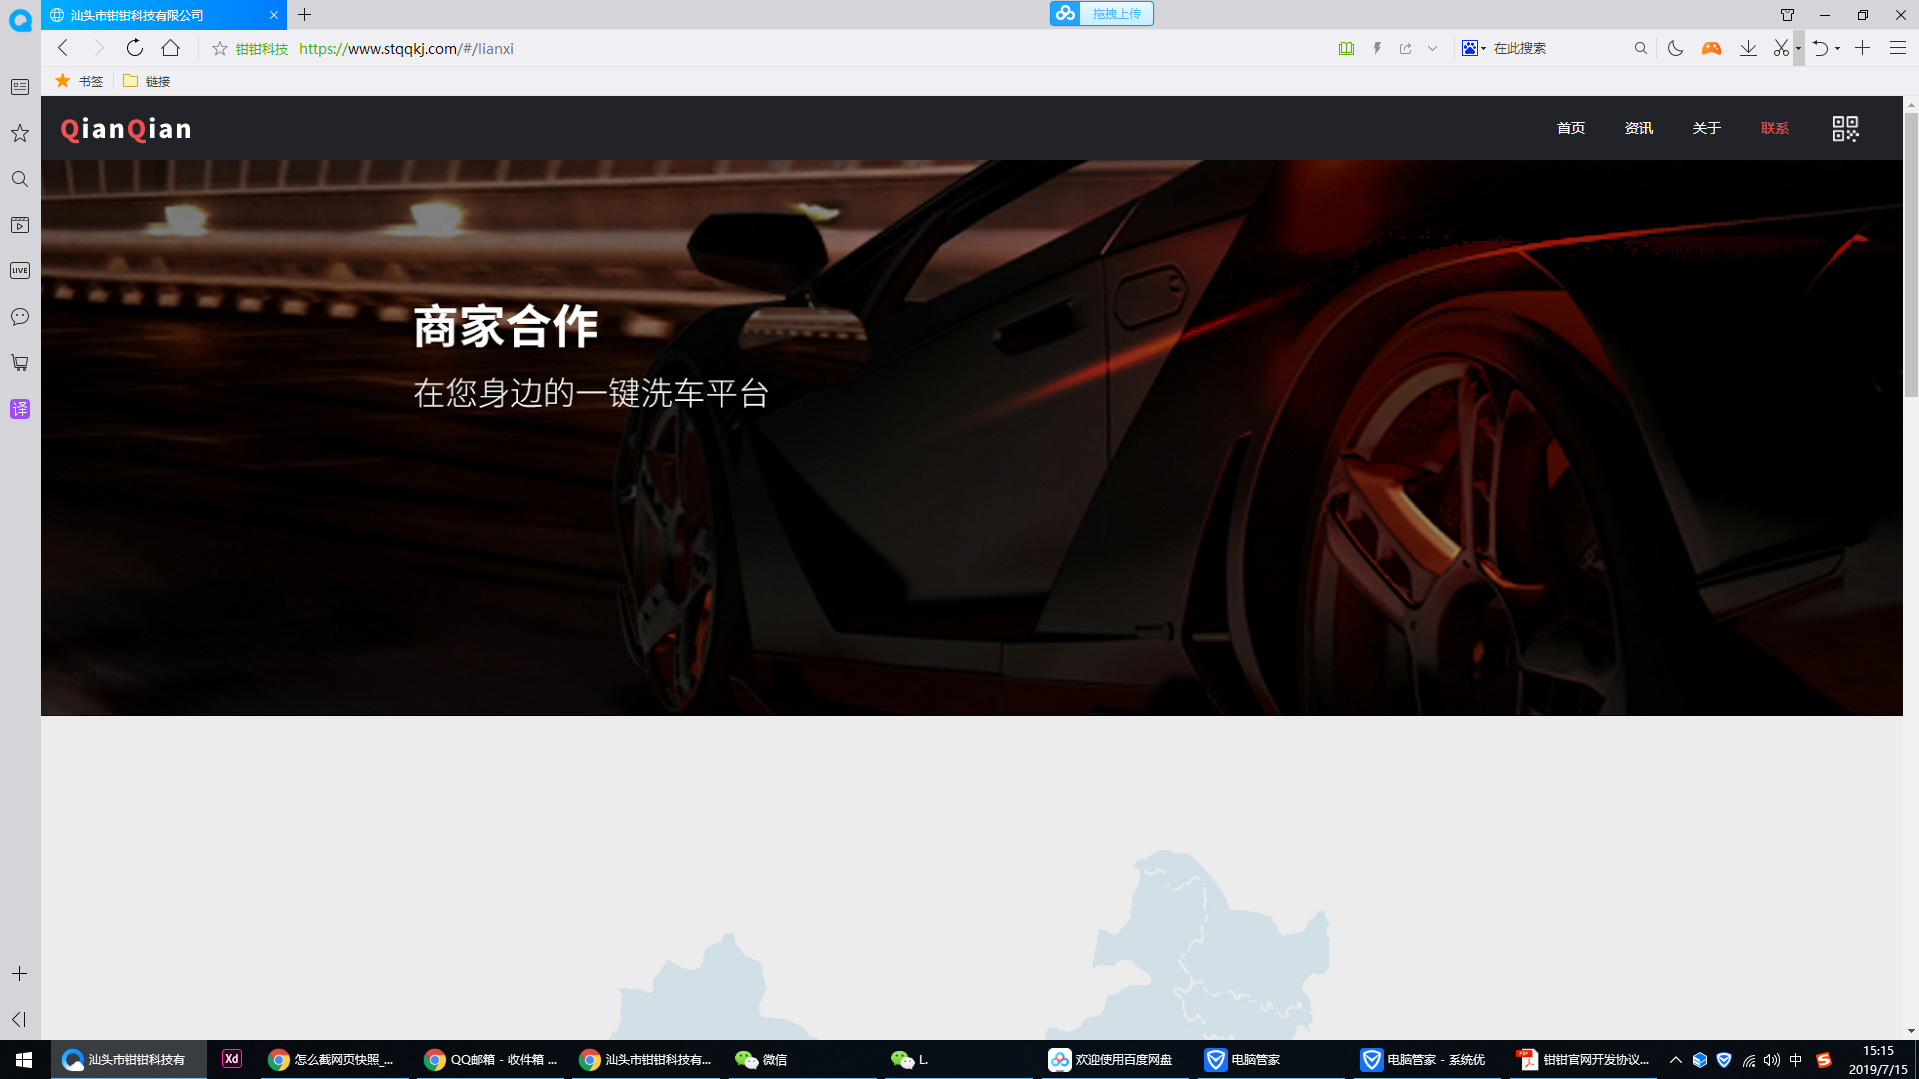 汕头市钳钳科技有限公司
拖拽上传
钳钳科技 https://www.stqqkj.com/#/lianxi
在此搜索
书签 链接
LIVE
译
QianQian
首页 资讯 关于 联系
商家合作
在您身边的一键洗车平台
汕头市钳钳科技有
Xd
怎么截网页快照_...
QQ邮箱 - 收件箱 ...
汕头市钳钳科技有...
微信
L
欢迎使用百度网盘
电脑管家
电脑管家 - 系统优
钳钳官网开发协议...
中
15:15
2019/7/15